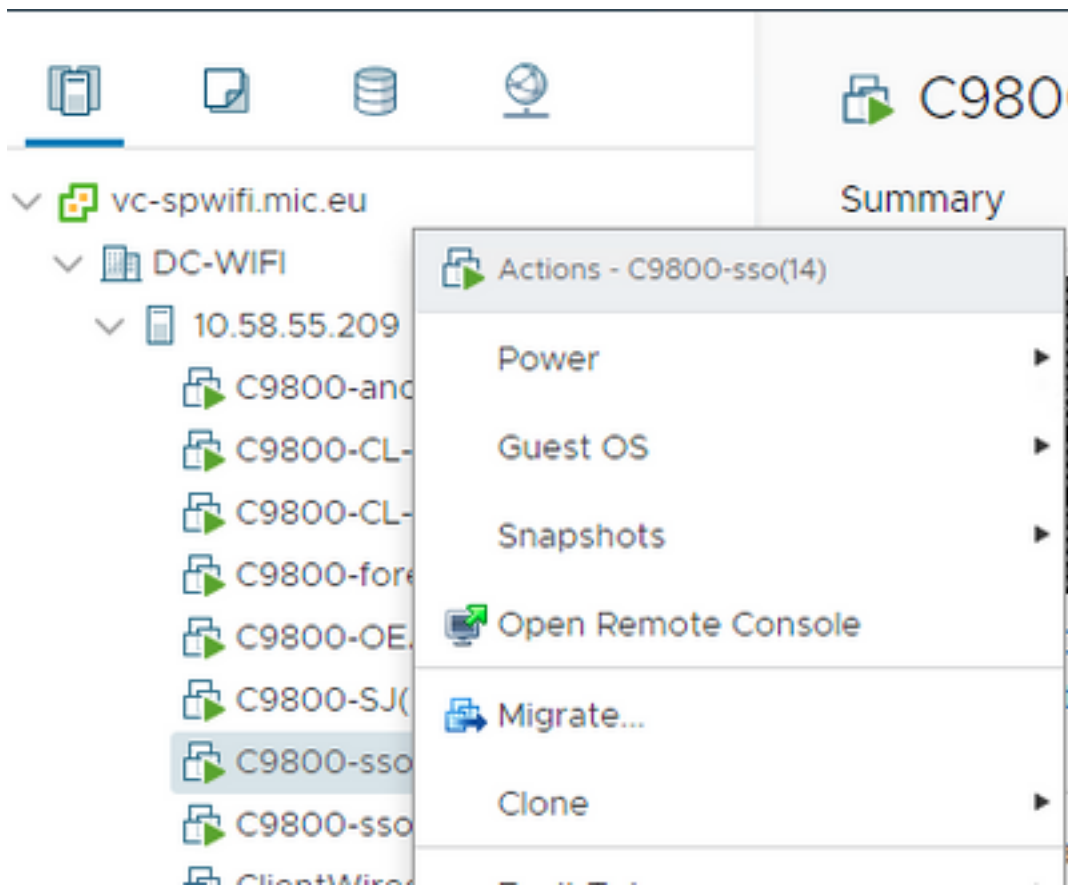 C980
vc-spwifi.mic.eu
Summary
DC-WIFI
Actions - C9800-sso(14)
10.58.55.209
Power
C9800-anc
C9800-CL-
Guest OS
C9800-CL-
Snapshots
C9800-fore
C9800-OE
Open Remote Console
C9800-SJ(
Migrate...
C9800-sso
Clone
C9800-sso